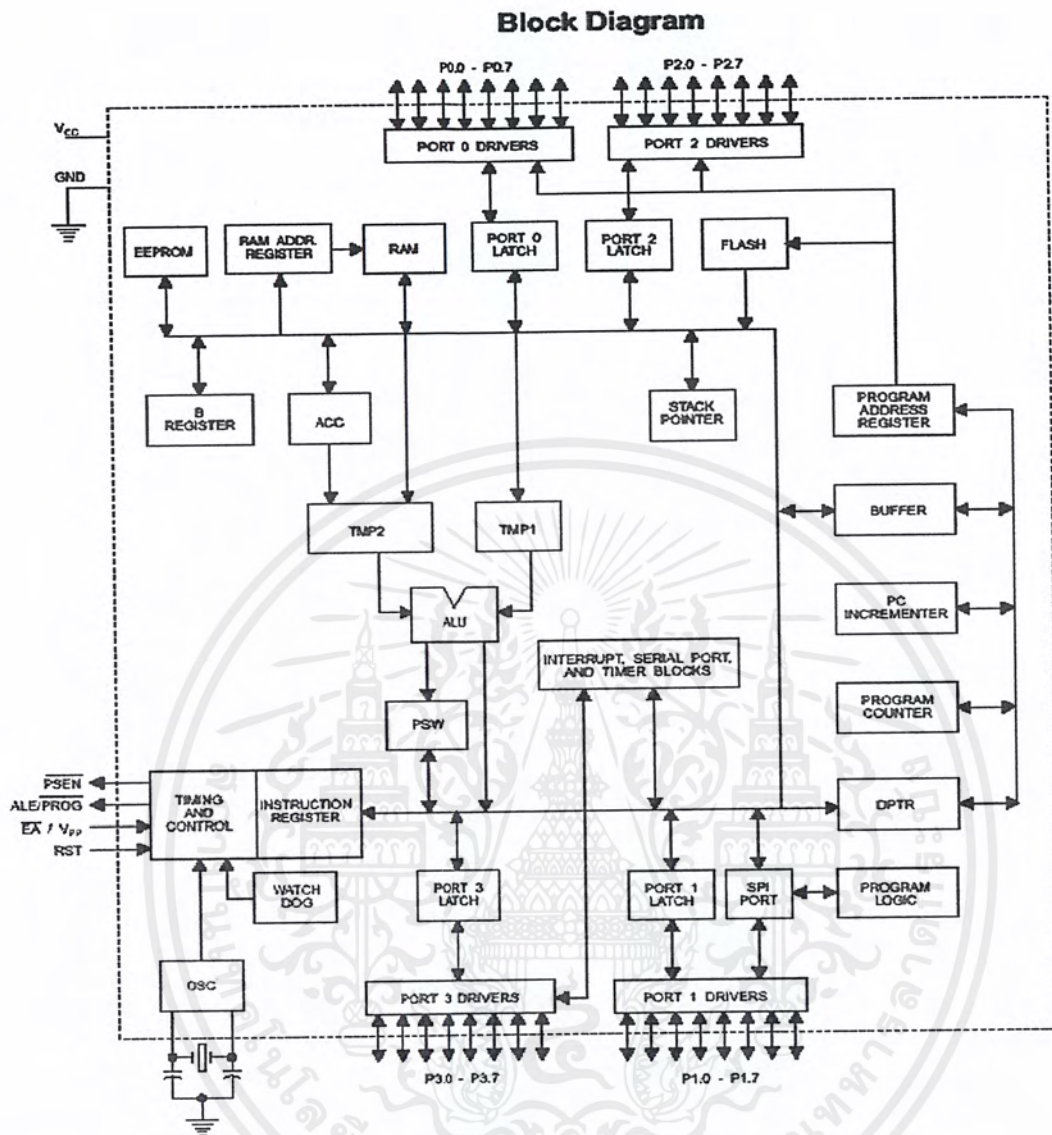 Block Diagram
P0.0 - P0.7
P2.0 - P2.7
VCC
GND
PORT 0 DRIVERS
PORT 2 DRIVERS
EEPROM
RAM ADDR.
REGISTER
RAM
PORT 0
LATCH
PORT 2
LATCH
FLASH
B
REGISTER
ACC
STACK
POINTER
PROGRAM
ADDRESS
REGISTER
TMP2
TMP1
BUFFER
ALU
PC
INCREMENTER
INTERRUPT, SERIAL PORT,
AND TIMER BLOCKS
PSW
PROGRAM
COUNTER
PSEN
ALE/PROG
EA / VPP
RST
TIMING
AND
CONTROL
INSTRUCTION
REGISTER
DPTR
WATCH
DOG
PORT 3
LATCH
PORT 1
LATCH
SPI
PORT
PROGRAM
LOGIC
OSC
PORT 3 DRIVERS
PORT 1 DRIVERS
P3.0 - P3.7
P1.0 - P1.7